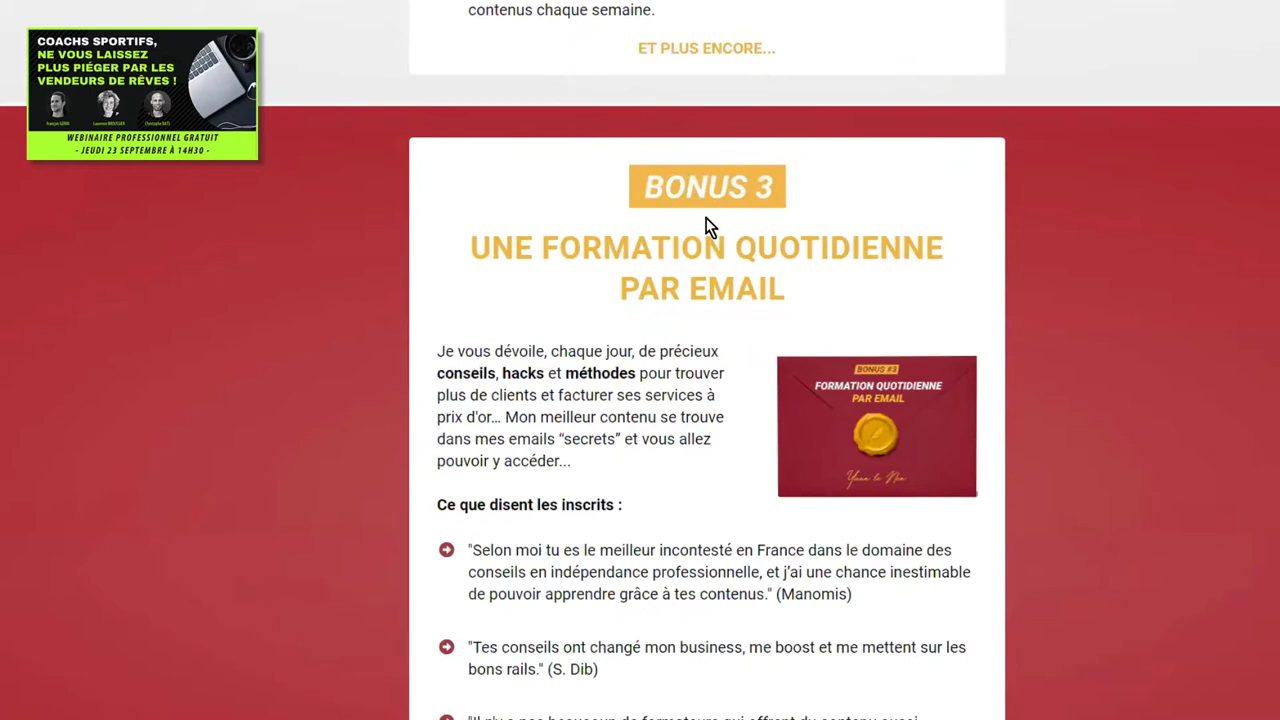 contenus chaque semaine.
ET PLUS ENCORE...
COACHS SPORTIFS,
NE VOUS LAISSEZ
PLUS PIÉGER PAR LES
VENDEURS DE RÊVES !
WEBINAIRE PROFESSIONNEL GRATUIT
- JEUDI 23 SEPTEMBRE À 14H30 -
BONUS 3
UNE FORMATION QUOTIDIENNE
PAR EMAIL
Je vous dévoile, chaque jour, de précieux
conseils, hacks et méthodes pour trouver
plus de clients et facturer ses services à
prix d'or... Mon meilleur contenu se trouve
dans mes emails “secrets” et vous allez
pouvoir y accéder...
BONUS #3
FORMATION QUOTIDIENNE
PAR EMAIL
Ce que disent les inscrits :
"Selon moi tu es le meilleur incontesté en France dans le domaine des
conseils en indépendance professionnelle, et j’ai une chance inestimable
de pouvoir apprendre grâce à tes contenus." (Manomis)
"Tes conseils ont changé mon business, me boost et me mettent sur les
bons rails." (S. Dib)